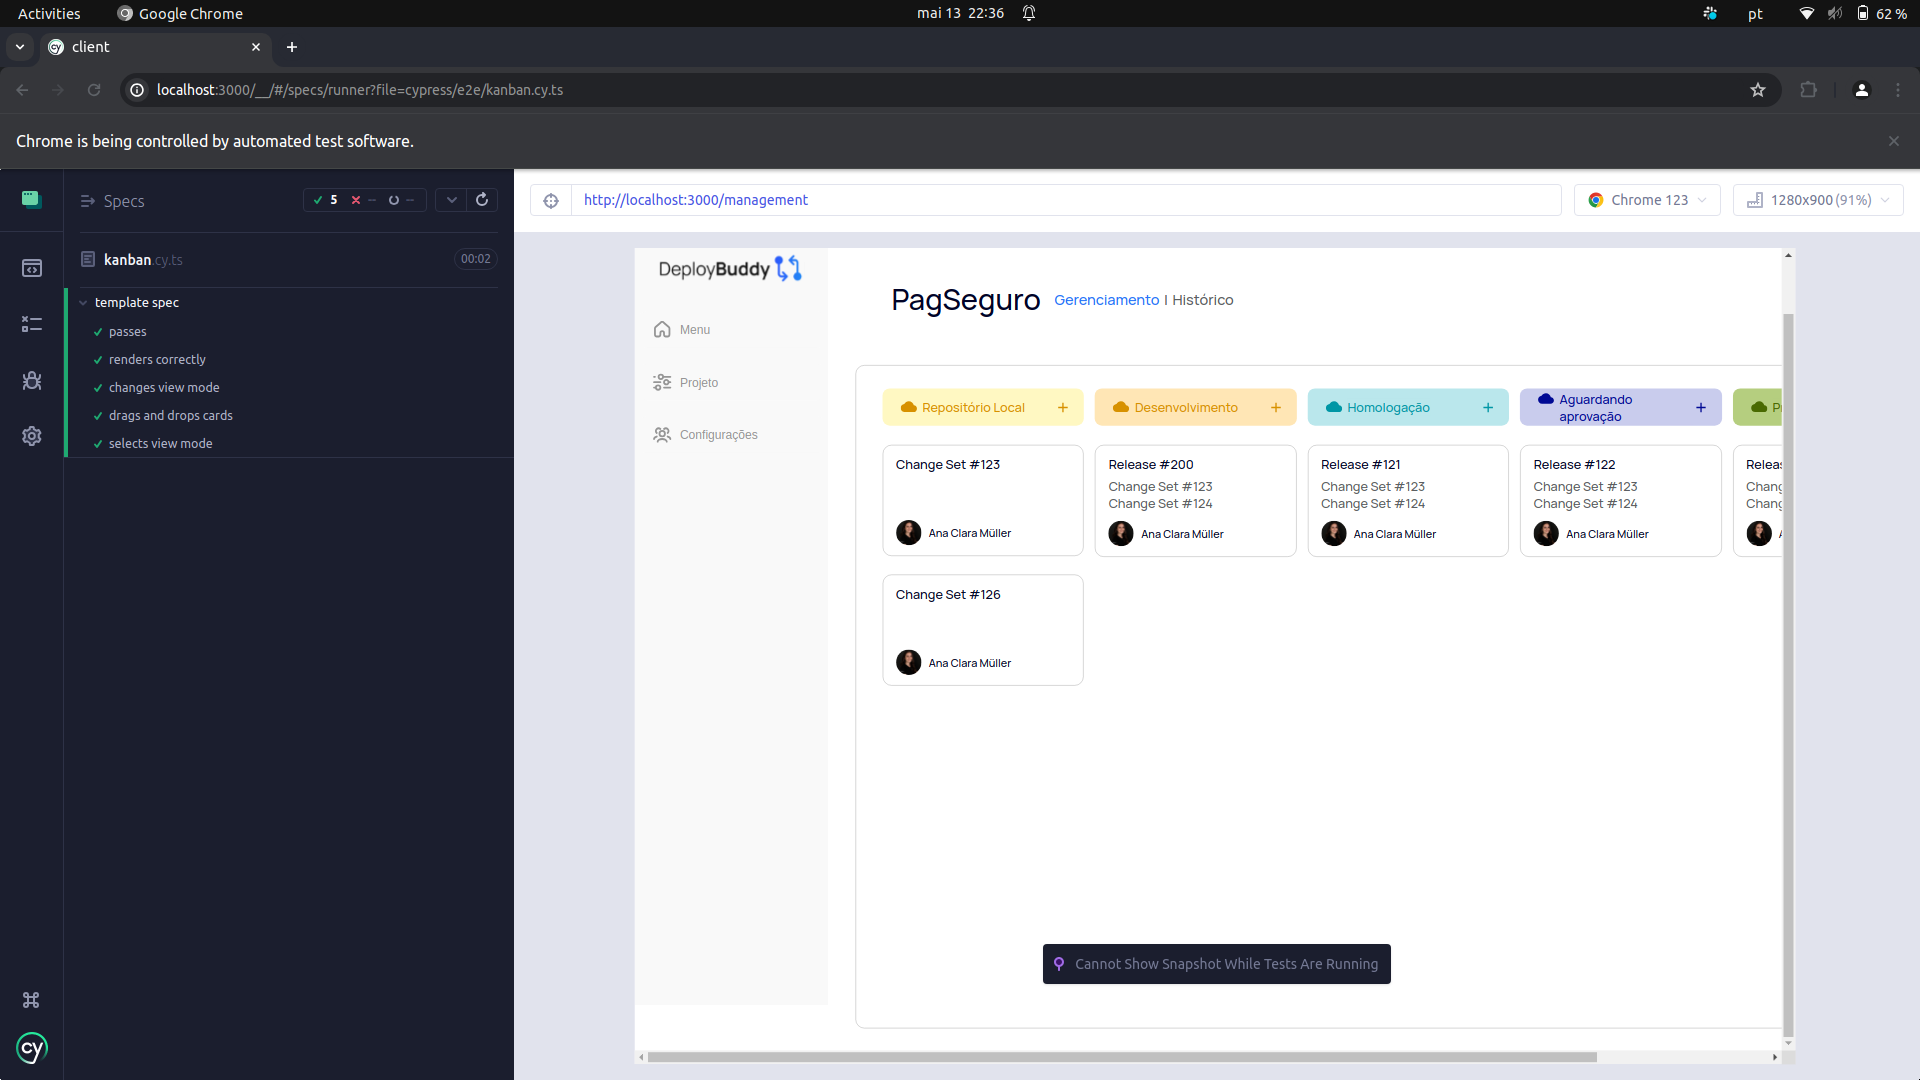 Activities
Google Chrome
mai 13 22:36
pt
62 %
client
localhost:3000/__/#/specs/runner?file=cypress/e2e/kanban.cy.ts
Chrome is being controlled by automated test software.
Specs
5
--
--
kanban.cy.ts
00:02
template spec
passes
renders correctly
changes view mode
drags and drops cards
selects view mode
cy
http://localhost:3000/management
Chrome 123
1280x900 (91%)
DeployBuddy
Menu
Projeto
Configurações
PagSeguro
Gerenciamento | Histórico
Repositório Local +
Desenvolvimento +
Homologação +
Aguardando
aprovação +
Change Set #123
Ana Clara Müller
Change Set #126
Ana Clara Müller
Release #200
Change Set #123
Change Set #124
Ana Clara Müller
Release #121
Change Set #123
Change Set #124
Ana Clara Müller
Release #122
Change Set #123
Change Set #124
Ana Clara Müller
Cannot Show Snapshot While Tests Are Running